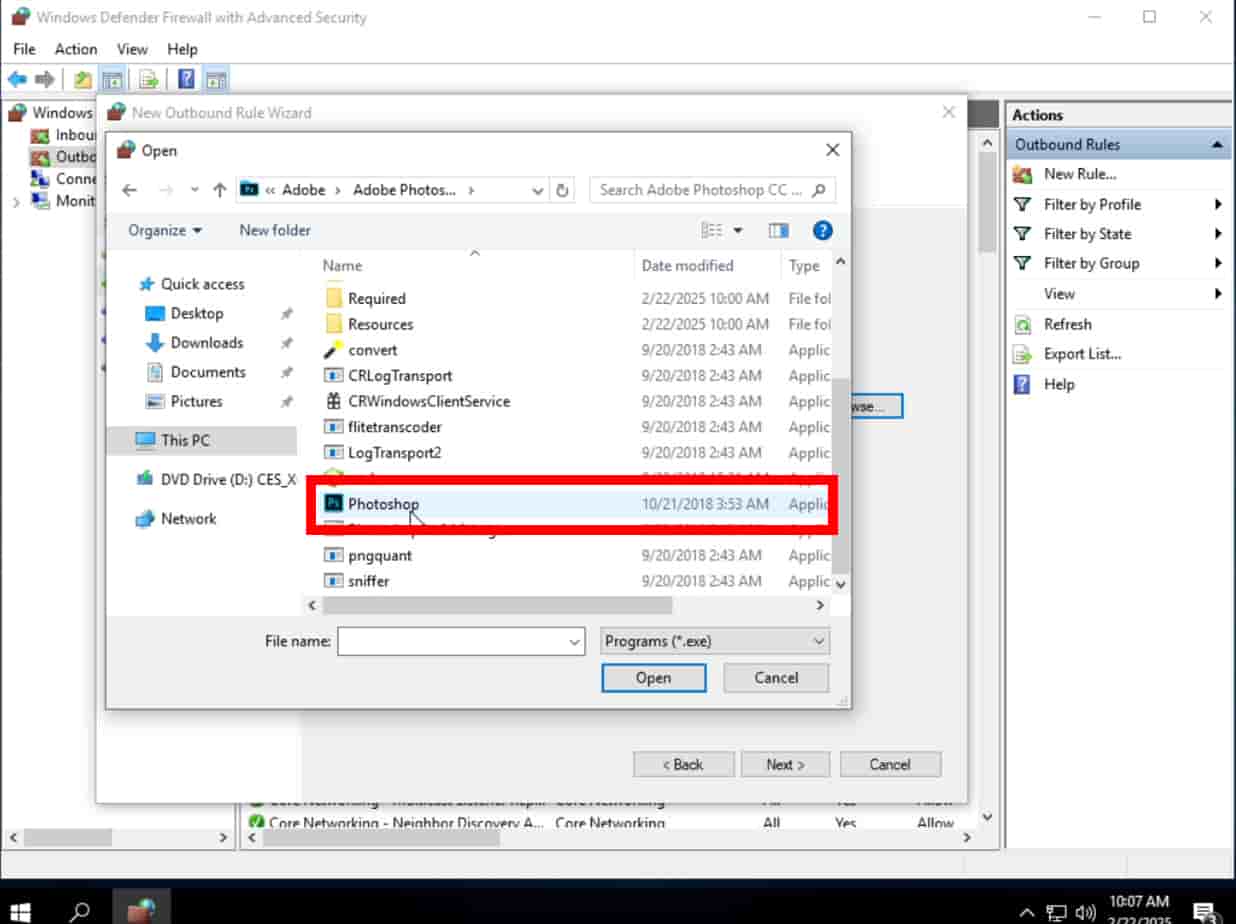 Windows Defender Firewall with Advanced Security
File Action View Help
Windows
Inbou
Outbo
Conne
Monit
New Outbound Rule Wizard
Open
« Adobe › Adobe Photos... ›
Search Adobe Photoshop CC ...
Organize
New folder
Quick access
Desktop
Downloads
Documents
Pictures
This PC
DVD Drive (D:) CES_X
Network
Name Date modified Type
Required 2/22/2025 10:00 AM File fol
Resources 2/22/2025 10:00 AM File fol
convert 9/20/2018 2:43 AM Applic
CRLogTransport 9/20/2018 2:43 AM Applic
CRWindowsClientService 9/20/2018 2:43 AM Applic
flitetranscoder 9/20/2018 2:43 AM Applic
LogTransport2 9/20/2018 2:43 AM Applic
Photoshop 10/21/2018 3:53 AM Applic
pngquant 9/20/2018 2:43 AM Applic
sniffer 9/20/2018 2:43 AM Applic
File name:
Programs (*.exe)
Open Cancel
wse...
< Back Next > Cancel
Core Networking
Core Networking - Neighbor Discovery A... Core Networking All Yes Allow
Actions
Outbound Rules
New Rule...
Filter by Profile
Filter by State
Filter by Group
View
Refresh
Export List...
Help
10:07 AM
2/22/2025
3